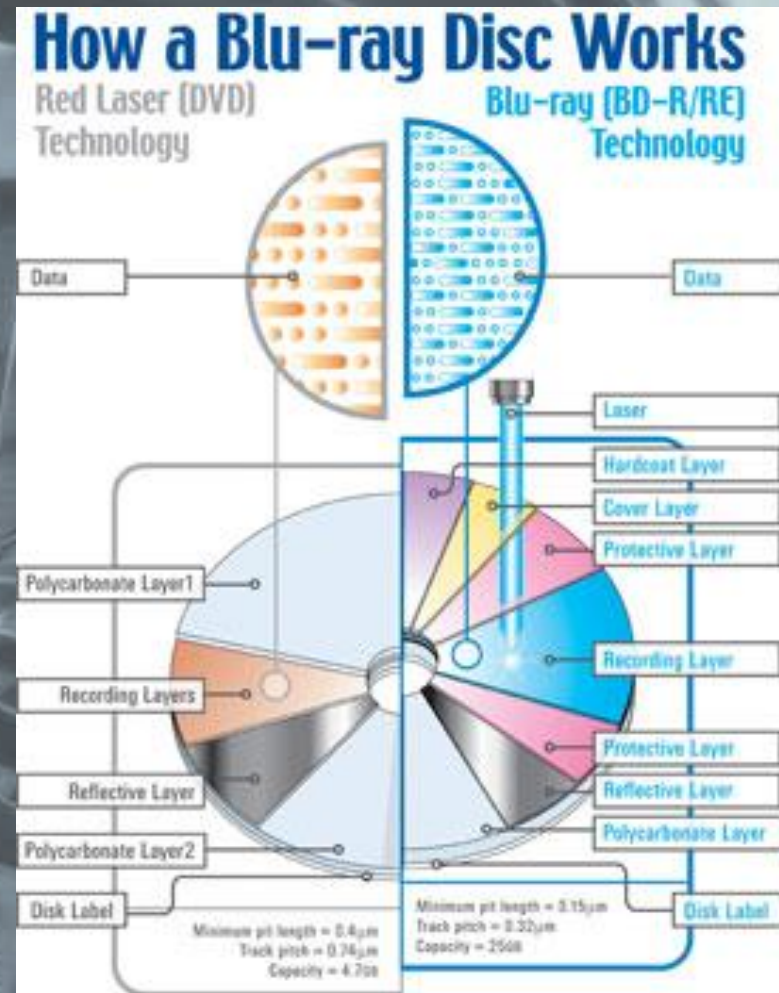 How a Blu-ray Disc Works
Red Laser (DVD)
Technology
Blu-ray (BD-R/RE)
Technology
Data
Data
Laser
Hardcoat Layer
Cover Layer
Protective Layer
Polycarbonate Layer1
Recording Layer
Recording Layers
Protective Layer
Reflective Layer
Reflective Layer
Polycarbonate Layer
Polycarbonate Layer2
Disk Label
Disk Label
Minimum pit length = 0.4µm
Track pitch = 0.74µm
Capacity = 4.7GB
Minimum pit length = 0.15µm
Track pitch = 0.32µm
Capacity = 25GB